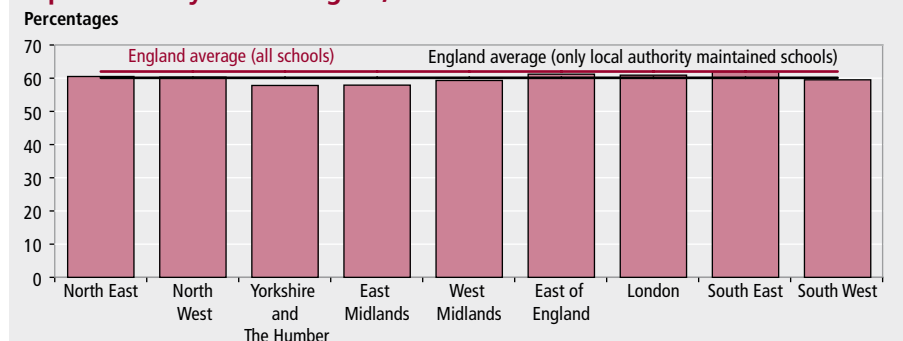 Percentages
70
England average (all schools)
England average (only local authority maintained schools)
60
50
40
30
20
10
0
North East
North
West
Yorkshire
and
The Humber
East
Midlands
West
Midlands
East of
England
London
South East
South West